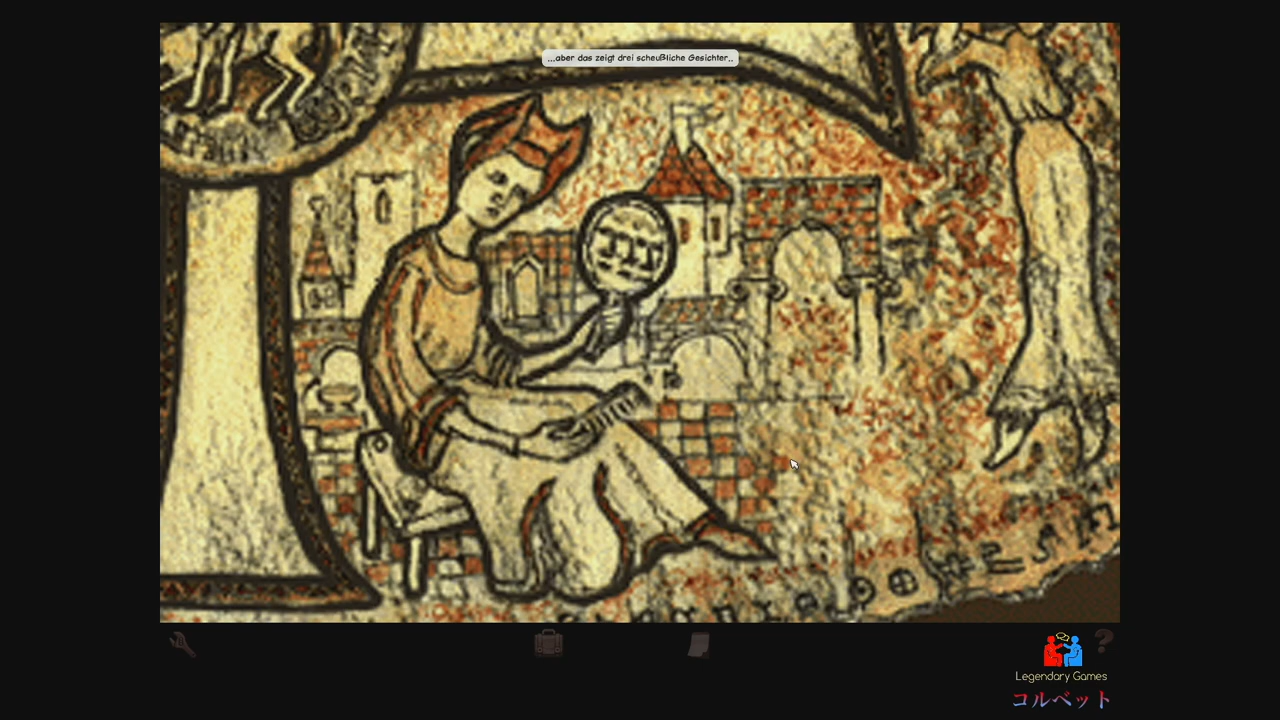 ...aber das zeigt drei scheußliche Gesichter..
Legendary Games
コルベット